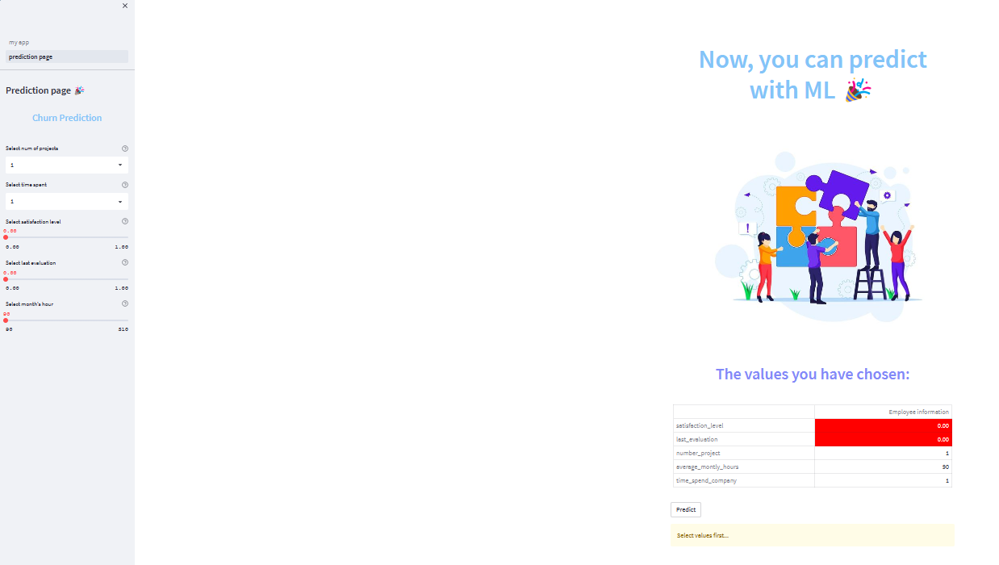 my app
prediction page
Prediction page 🎉
Churn Prediction
Select num of projects
1
Select time spent
1
Select satisfaction level
0.00
0.00 1.00
Select last evaluation
0.00
0.00 1.00
Select month's hour
90
90 510
Now, you can predict
with ML 🎉
!
The values you have chosen:
Employee information
satisfaction_level 0.00
last_evaluation 0.00
number_project 1
average_montly_hours 90
time_spend_company 1
Predict
Select values first...